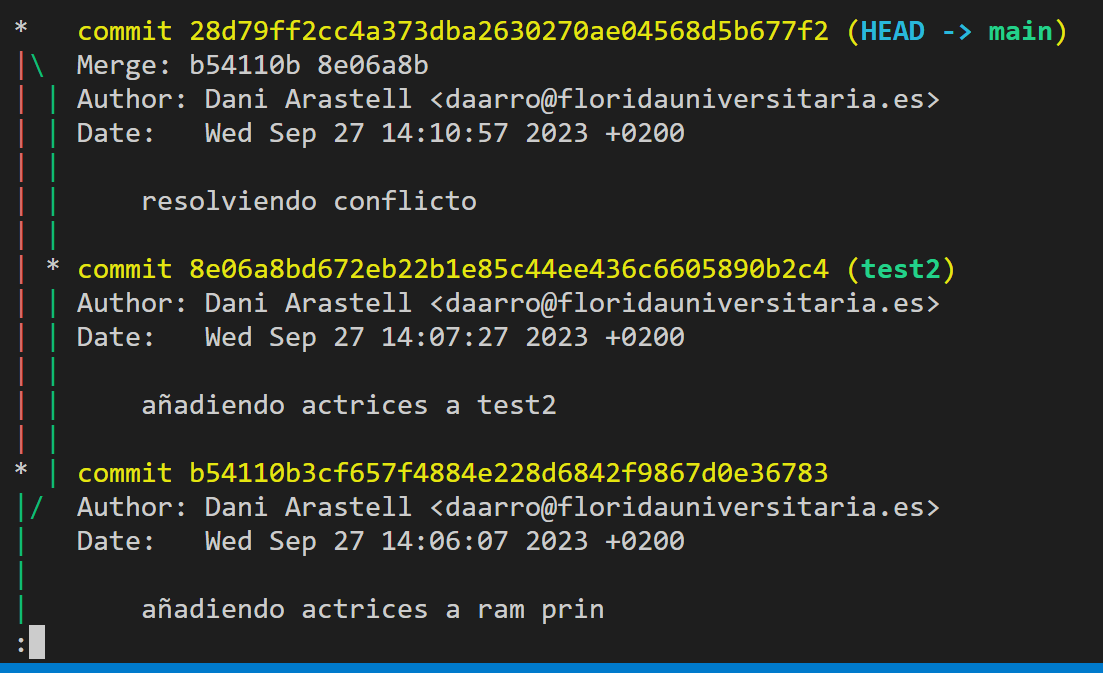 *   commit 28d79ff2cc4a373dba2630270ae04568d5b677f2 (HEAD -> main)
|\  Merge: b54110b 8e06a8b
| | Author: Dani Arastell <daarro@floridauniversitaria.es>
| | Date:   Wed Sep 27 14:10:57 2023 +0200
| |
| |     resolviendo conflicto
| |
| * commit 8e06a8bd672eb22b1e85c44ee436c6605890b2c4 (test2)
| | Author: Dani Arastell <daarro@floridauniversitaria.es>
| | Date:   Wed Sep 27 14:07:27 2023 +0200
| |
| |     añadiendo actrices a test2
| |
* | commit b54110b3cf657f4884e228d6842f9867d0e36783
|/  Author: Dani Arastell <daarro@floridauniversitaria.es>
|   Date:   Wed Sep 27 14:06:07 2023 +0200
|
|       añadiendo actrices a ram prin
: